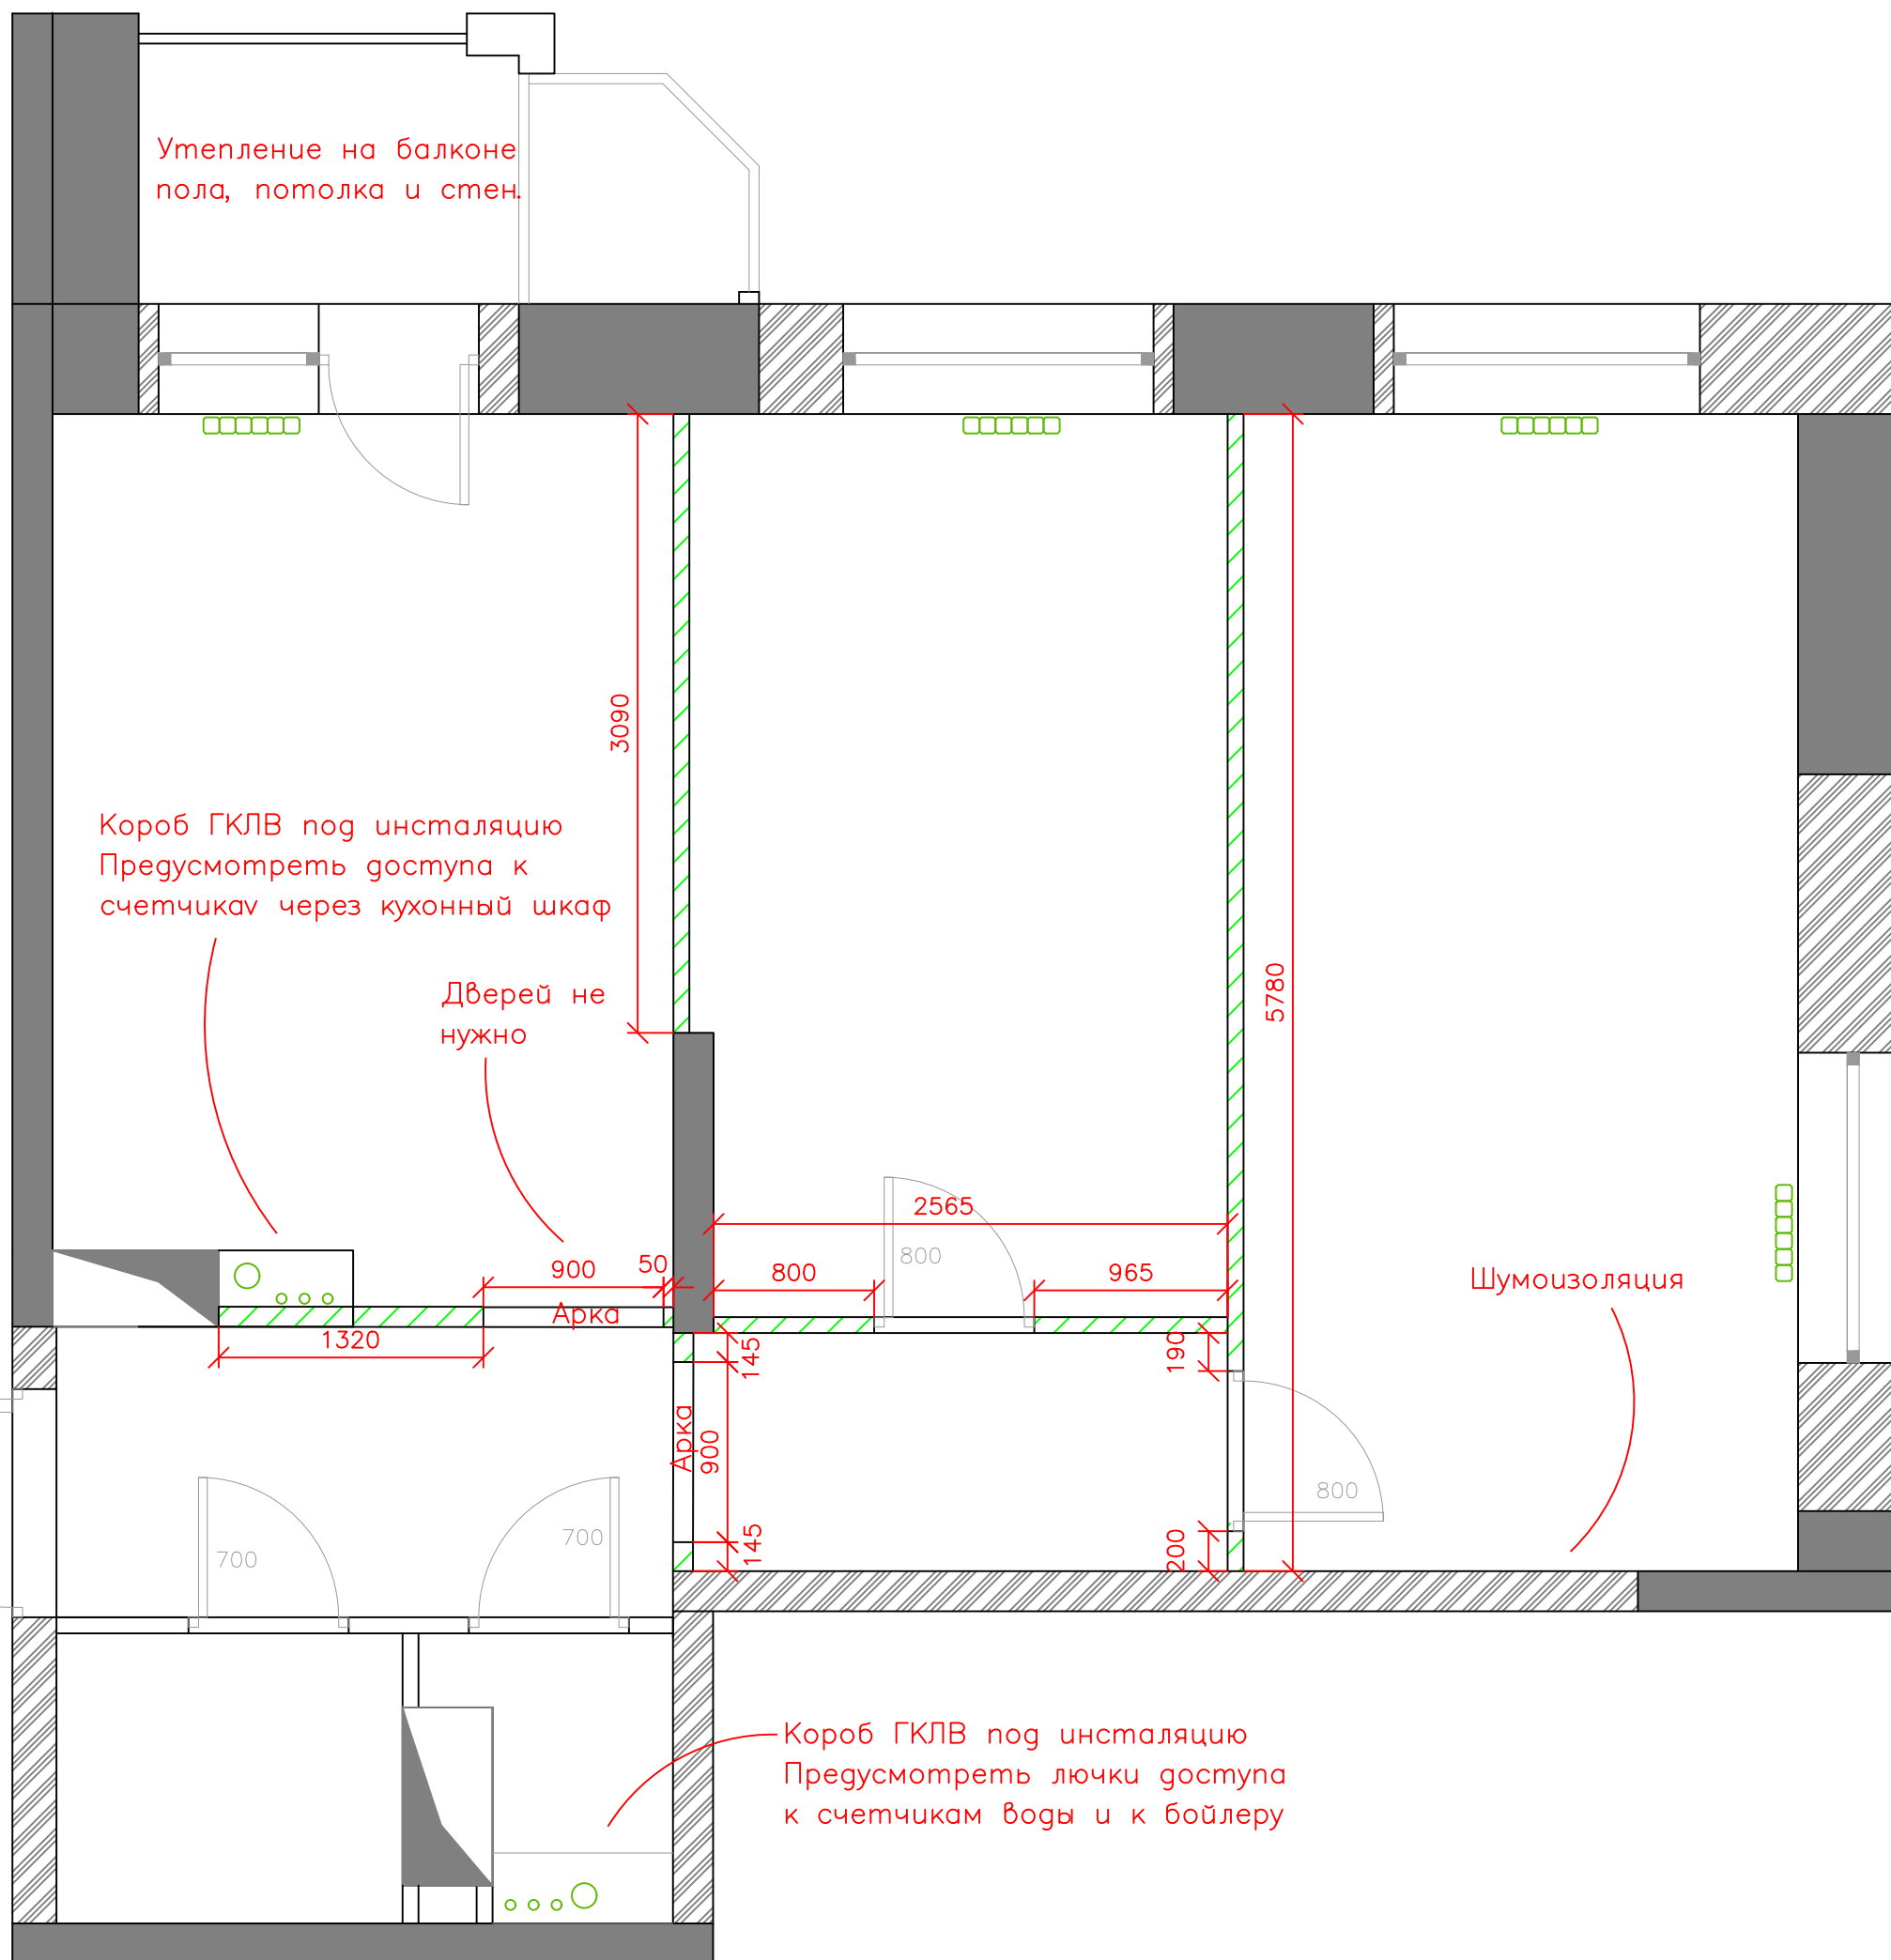 Утепление на балконе
пола, потолка и стен.
3090
Короб ГКЛВ под инсталяцию
Предусмотреть доступа к
счетчикаv через кухонный шкаф
Дверей не
нужно
5780
2565
800
50
900
800
965
Шумоизоляция
Арка
1320
145
190
Арка
900
800
145
200
700
700
Короб ГКЛВ под инсталяцию
Предусмотреть лючки доступа
к счетчикам воды и к бойлеру